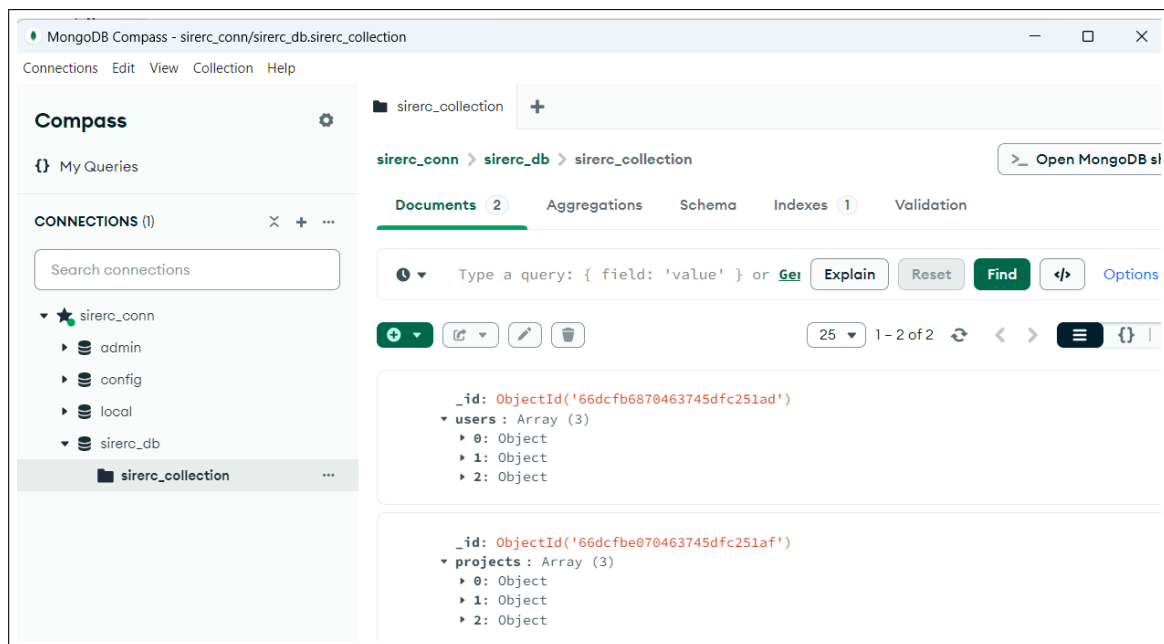 MongoDB Compass - sirerc_conn/sirerc_db.sirerc_collection
Connections Edit View Collection Help
Compass
{} My Queries
CONNECTIONS (1)
Search connections
sirerc_conn
admin
config
local
sirerc_db
sirerc_collection
sirerc_collection
sirerc_conn > sirerc_db > sirerc_collection
>_ Open MongoDB sh
Documents 2 Aggregations Schema Indexes 1 Validation
Type a query: { field: 'value' } or Gen Explain Reset Find </> Options
25 1 – 2 of 2 {}
_id: ObjectId('66dcfb6870463745dfc251ad')
users : Array (3)
0: Object
1: Object
2: Object
_id: ObjectId('66dcfbe070463745dfc251af')
projects : Array (3)
0: Object
1: Object
2: Object